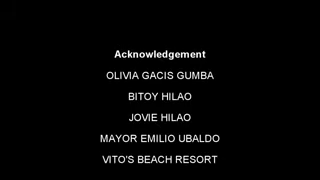 Acknowledgement
OLIVIA GACIS GUMBA
BITOY HILAO
JOVIE HILAO
MAYOR EMILIO UBALDO
VITO'S BEACH RESORT